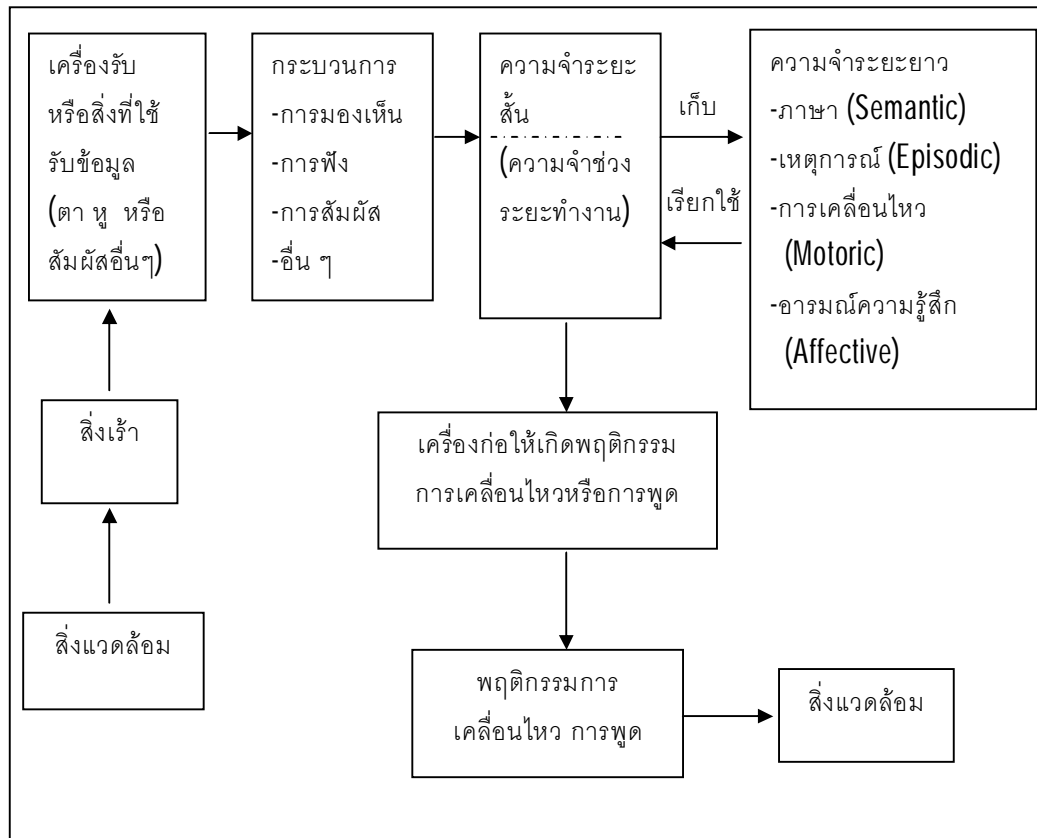 เครื่องรับ
หรือสิ่งที่ใช้
รับข้อมูล
(ตา หู หรือ
สัมผัสอื่นๆ)
กระบวนการ
-การมองเห็น
-การฟัง
-การสัมผัส
-อื่น ๆ
ความจำระยะ
สั้น
(ความจำช่วง
ระยะทำงาน)
เก็บ
เรียกใช้
ความจำระยะยาว
-ภาษา (Semantic)
-เหตุการณ์ (Episodic)
-การเคลื่อนไหว
(Motoric)
-อารมณ์ความรู้สึก
(Affective)
สิ่งเร้า
เครื่องก่อให้เกิดพฤติกรรม
การเคลื่อนไหวหรือการพูด
สิ่งแวดล้อม
พฤติกรรมการ
เคลื่อนไหว การพูด
สิ่งแวดล้อม